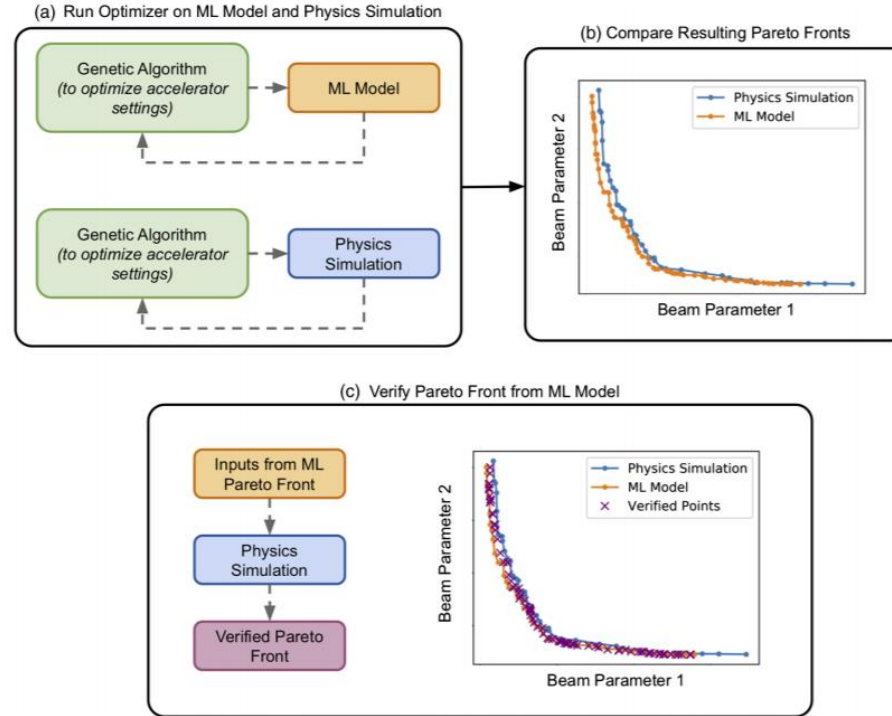 (a) Run Optimizer on ML Model and Physics Simulation
Genetic Algorithm
(to optimize accelerator
settings)
ML Model
Genetic Algorithm
(to optimize accelerator
settings)
Physics
Simulation
(b) Compare Resulting Pareto Fronts
Physics Simulation
ML Model
Beam Parameter 2
Beam Parameter 1
(c) Verify Pareto Front from ML Model
Inputs from ML
Pareto Front
Physics
Simulation
Verified Pareto
Front
Physics Simulation
ML Model
Verified Points
Beam Parameter 2
Beam Parameter 1